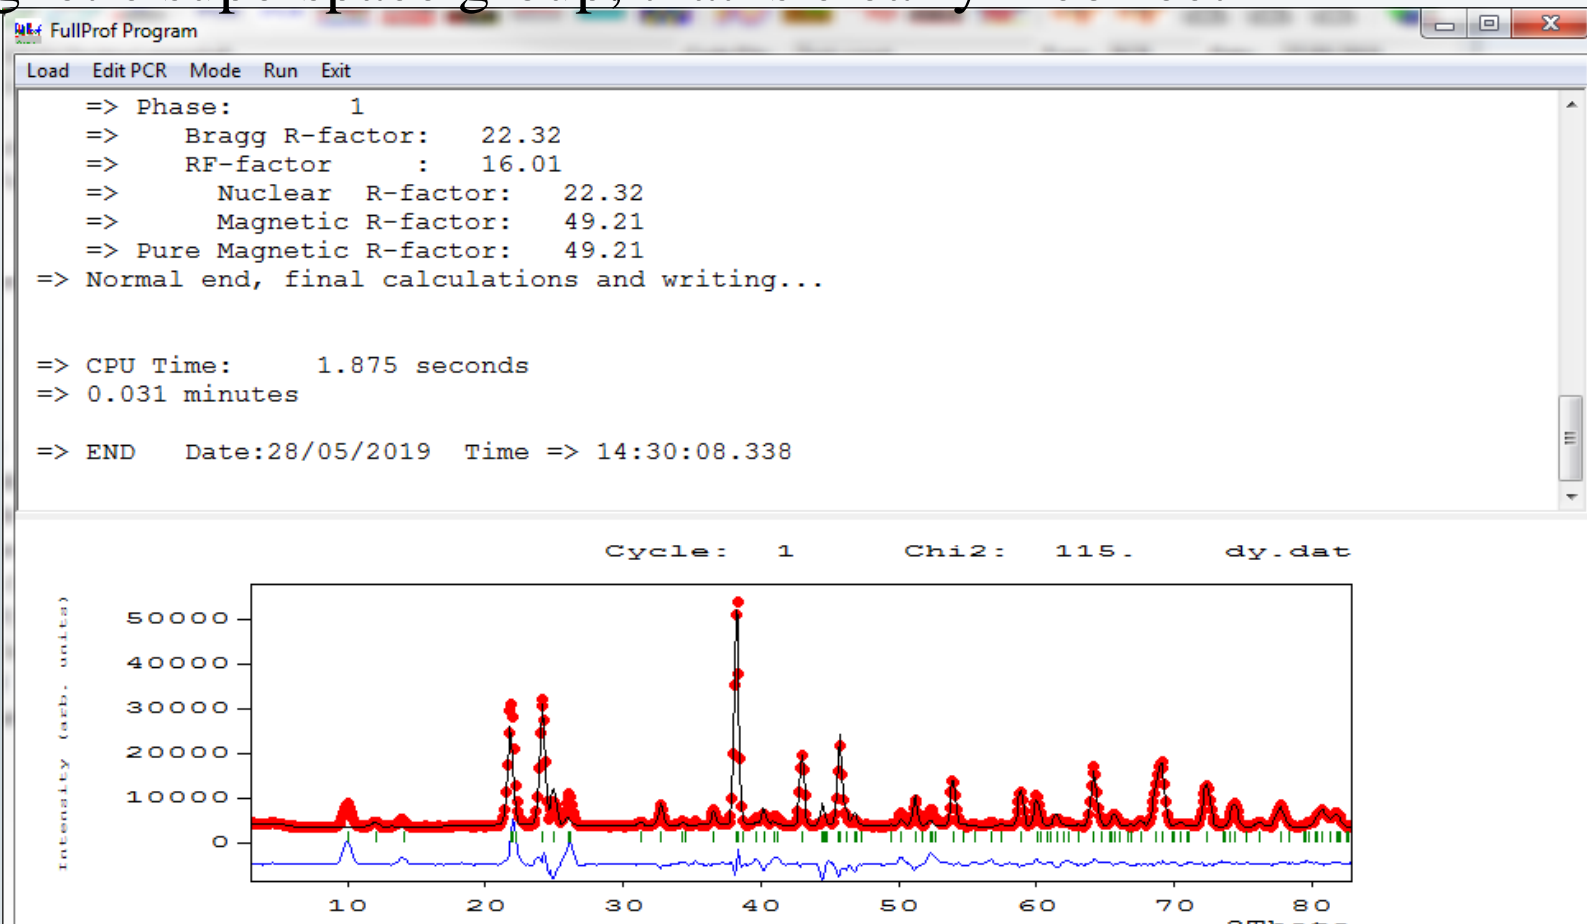 FullProf Program
Load Edit PCR Mode Run Exit
=> Phase: 1
=> Bragg R-factor: 22.32
=> RF-factor : 16.01
=> Nuclear R-factor: 22.32
=> Magnetic R-factor: 49.21
=> Pure Magnetic R-factor: 49.21
=> Normal end, final calculations and writing...
=> CPU Time: 1.875 seconds
=> 0.031 minutes
=> END Date:28/05/2019 Time => 14:30:08.338
Cycle: 1 Chi2: 115. dy.dat
Intensity (arb. units)
50000
40000
30000
20000
10000
0
10 20 30 40 50 60 70 80